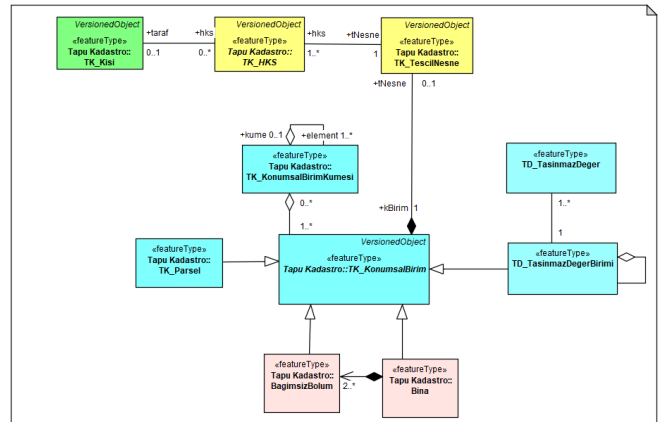 VersionedObject
«featureType»
Tapu Kadastro::
TK_Kisi
+taraf
0..1
+hks
0..*
VersionedObject
«featureType»
Tapu Kadastro::
TK_HKS
+hks
1..*
+tNesne
1
VersionedObject
«featureType»
Tapu Kadastro::
TK_TescilNesne
+tNesne
0..1
+kume 0..1
+element 1..*
«featureType»
Tapu Kadastro::
TK_KonumsalBirimKumesi
0..*
1..*
+kBirim
1
«featureType»
TD_TasinmazDeger
1..*
1
«featureType»
Tapu Kadastro::
TK_Parsel
VersionedObject
«featureType»
Tapu Kadastro::TK_KonumsalBirim
«featureType»
TD_TasinmazDegerBirimi
«featureType»
Tapu Kadastro::
BagimsizBolum
2..*
«featureType»
Tapu Kadastro::
Bina